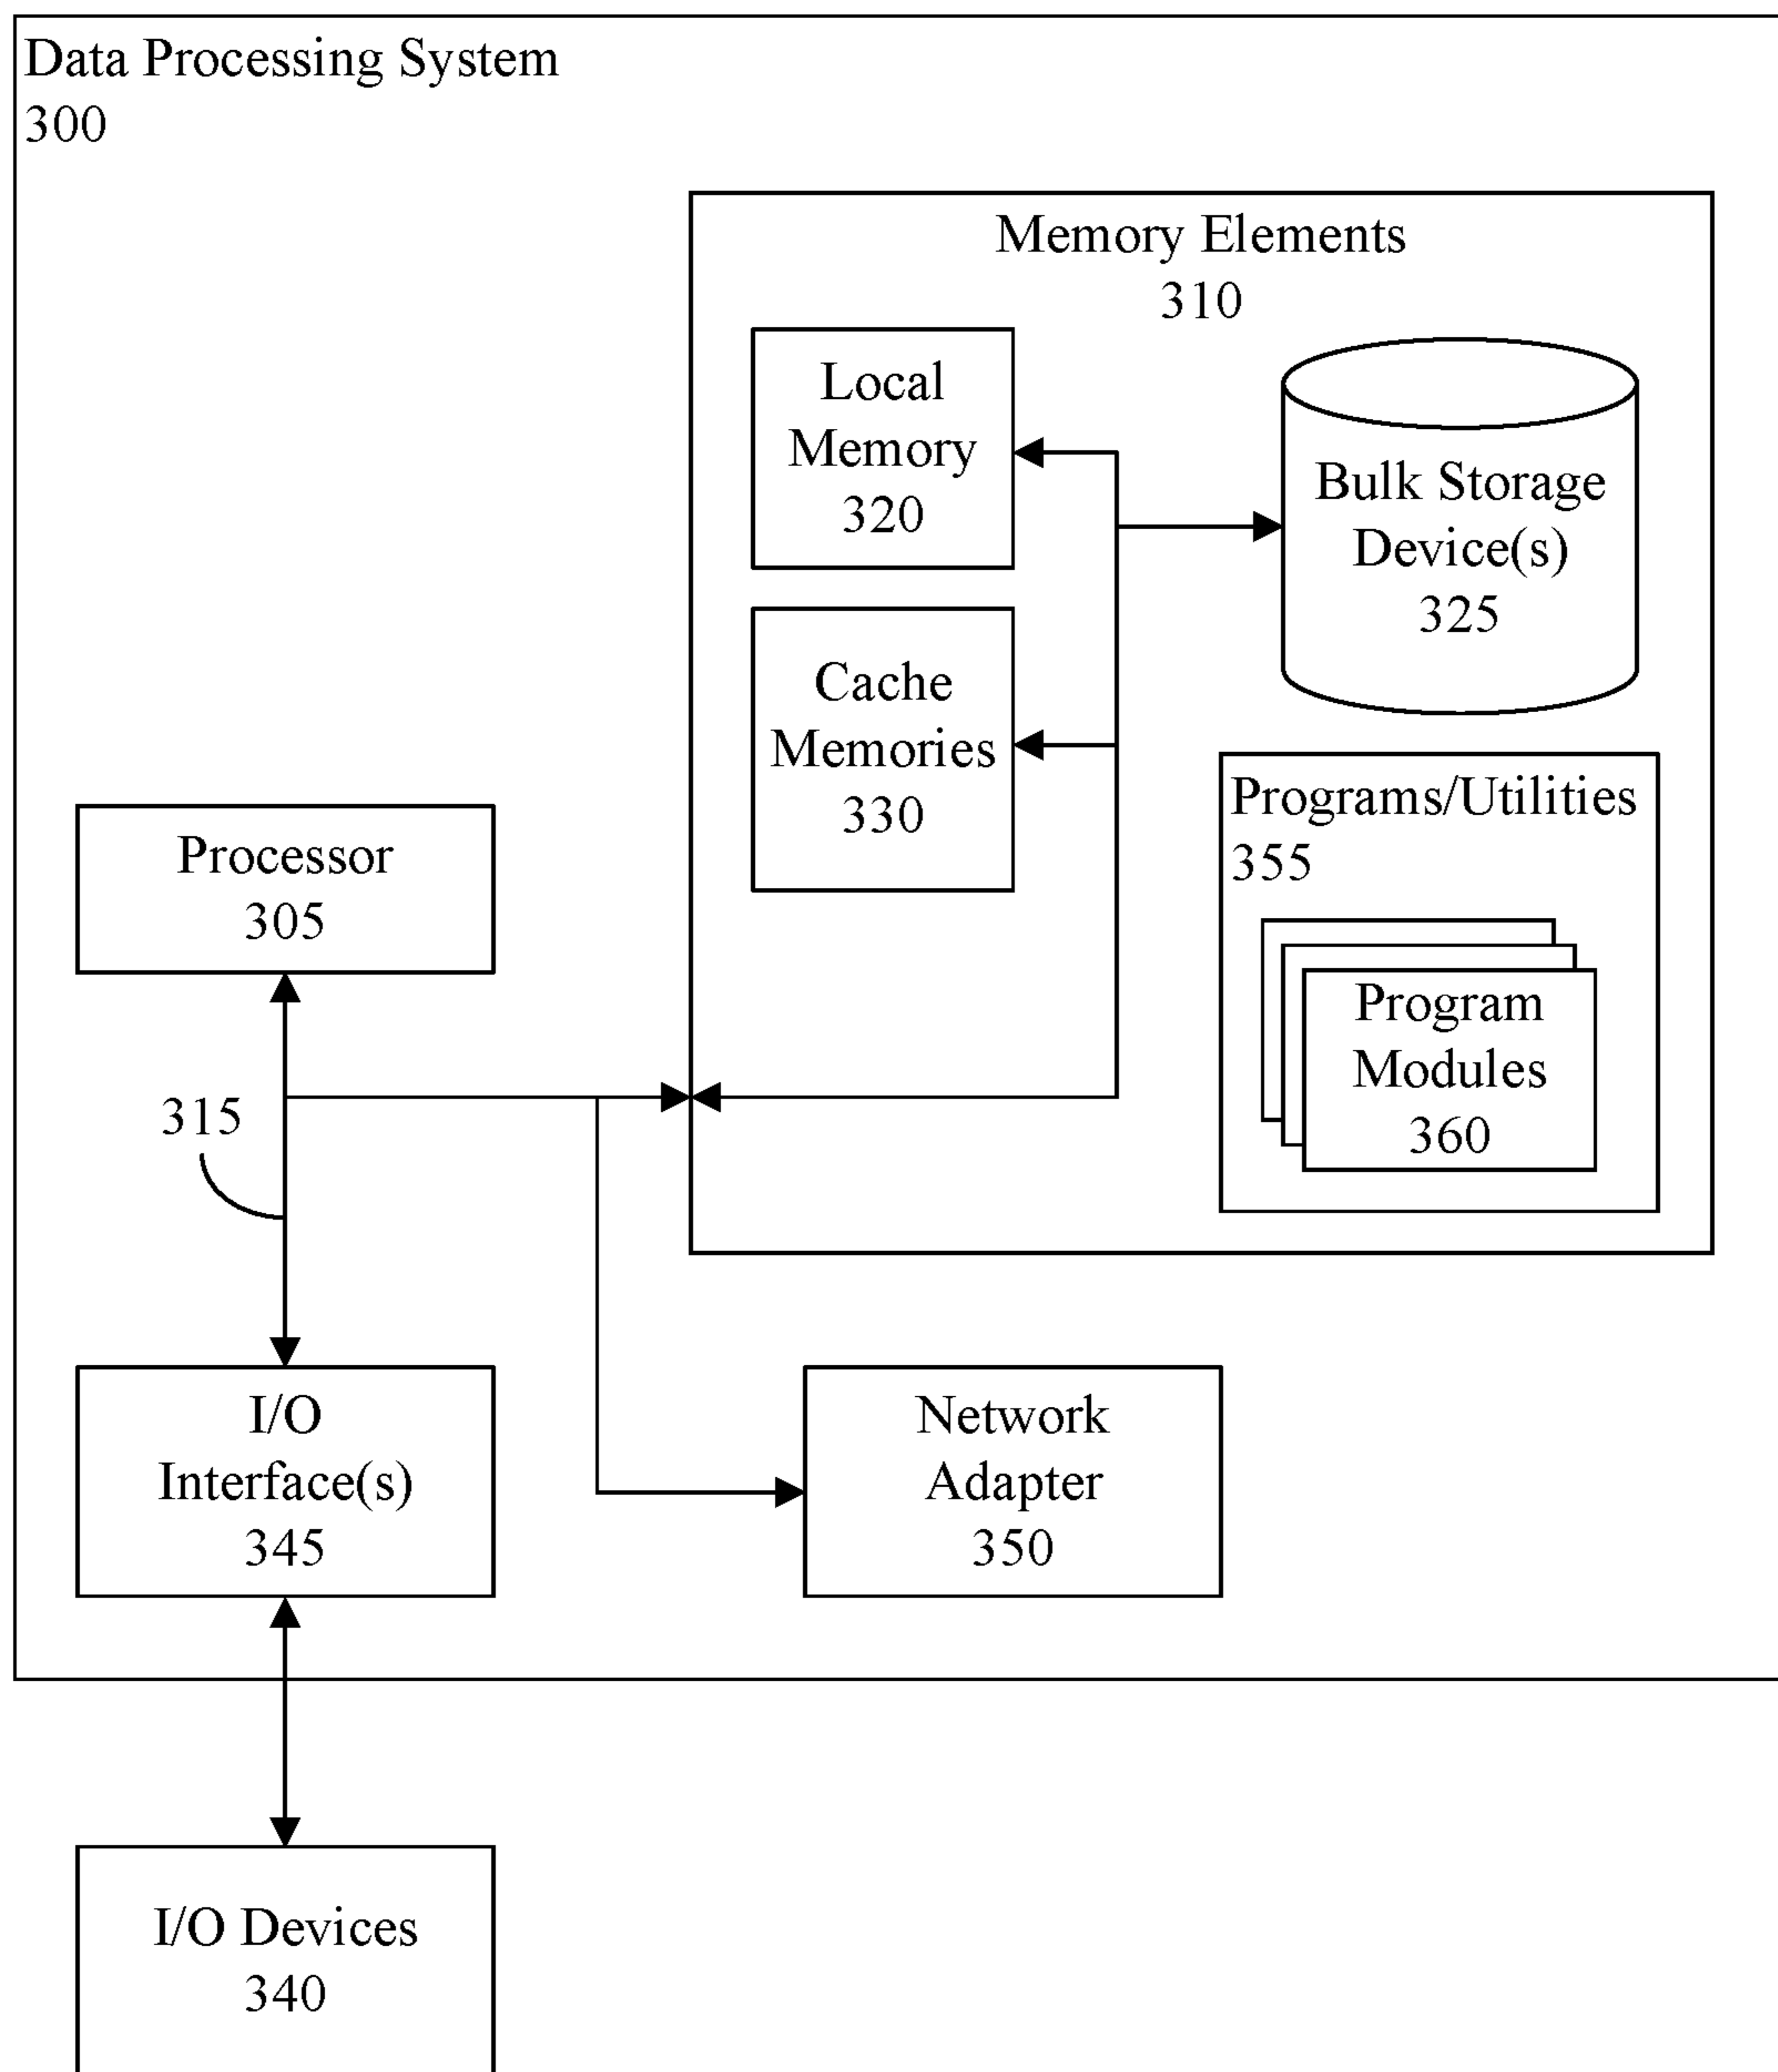 Data Processing System
300
Memory Elements
310
Local
Memory
320
Bulk Storage
Device(s)
325
Cache
Memories
330
Programs/Utilities
355
Program
Modules
360
Processor
305
315
I/O
Interface(s)
345
Network
Adapter
350
I/O Devices
340